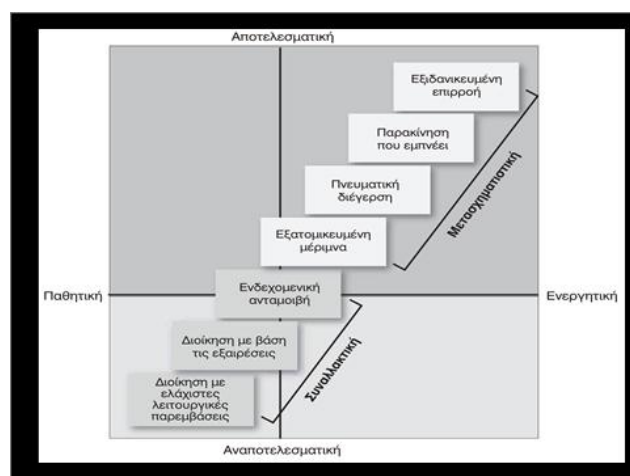 Αποτελεσματική
Εξιδανικευμένη
επιρροή
Παρακίνηση
που εμπνέει
Πνευματική
διέγερση
Εξατομικευμένη
μέριμνα
Μετασχηματιστική
Ενδεχομενική
ανταμοιβή
Παθητική
Ενεργητική
Διοίκηση με βάση
τις εξαιρέσεις
Διοίκηση με
ελάχιστες
λειτουργικές
παρεμβάσεις
Συναλλακτική
Αναποτελεσματική